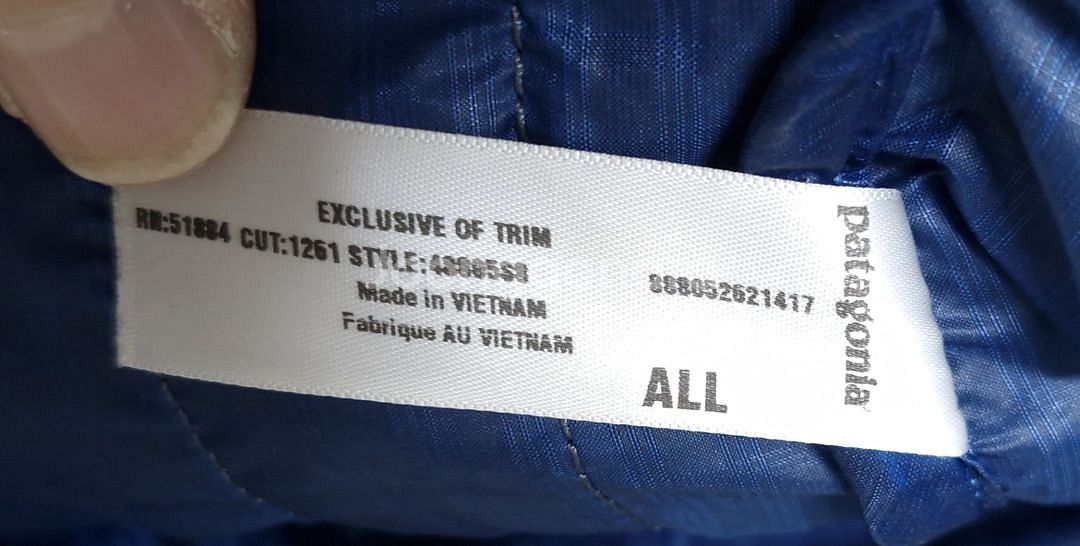 EXCLUSIVE OF TRIM
RN:51884 CUT:1261 STYLE:
Made in VIETNAM
Fabrique AU VIETNAM
888052621417
ALL
patagonia